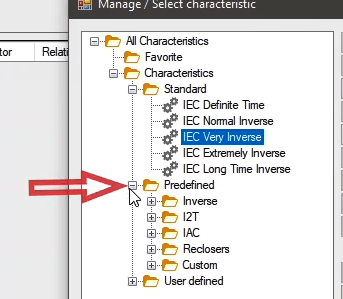 Manage / Select characteristic
tor
Relati
All Characteristics
Favorite
Characteristics
Standard
IEC Definite Time
IEC Normal Inverse
IEC Very Inverse
IEC Extremely Inverse
IEC Long Time Inverse
Predefined
Inverse
I2T
IAC
Reclosers
Custom
User defined